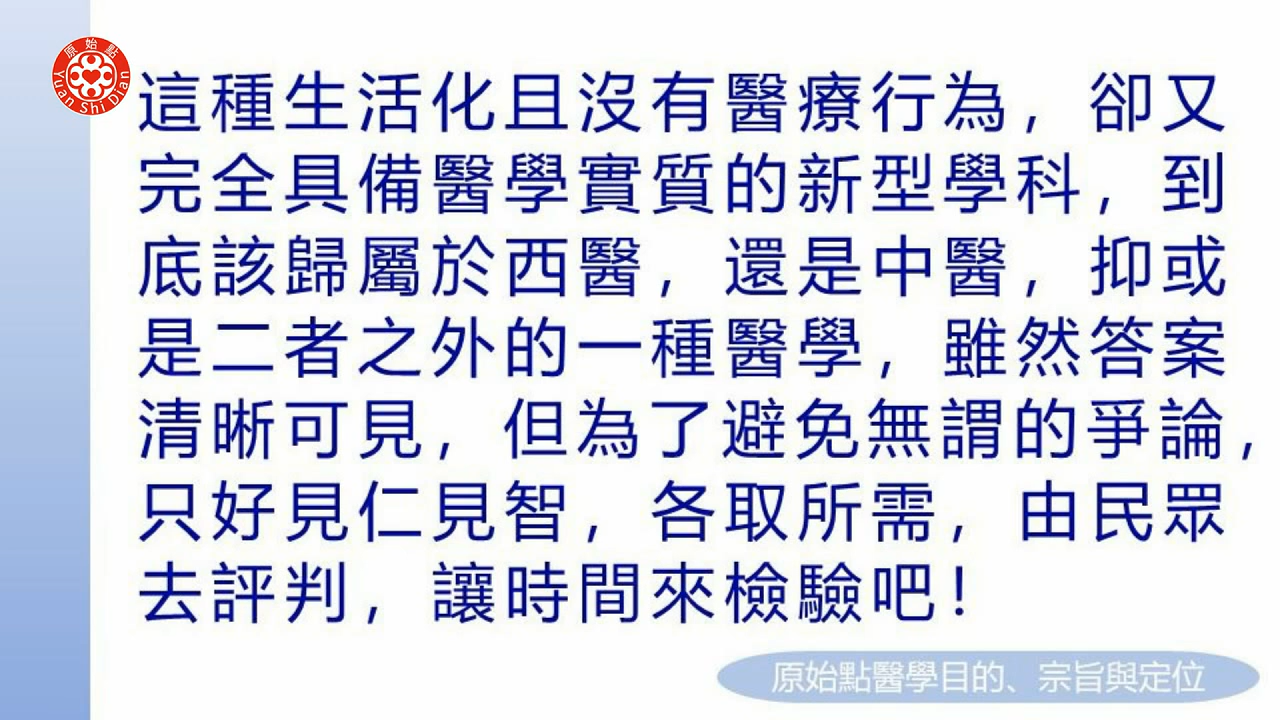 原始點
Yuan Shi Dian
這種生活化且沒有醫療行為，卻又
完全具備醫學實質的新型學科，到
底該歸屬於西醫，還是中醫，抑或
是二者之外的一種醫學，雖然答案
清晰可見，但為了避免無謂的爭論，
只好見仁見智，各取所需，由民眾
去評判，讓時間來檢驗吧！
原始點醫學目的、宗旨與定位